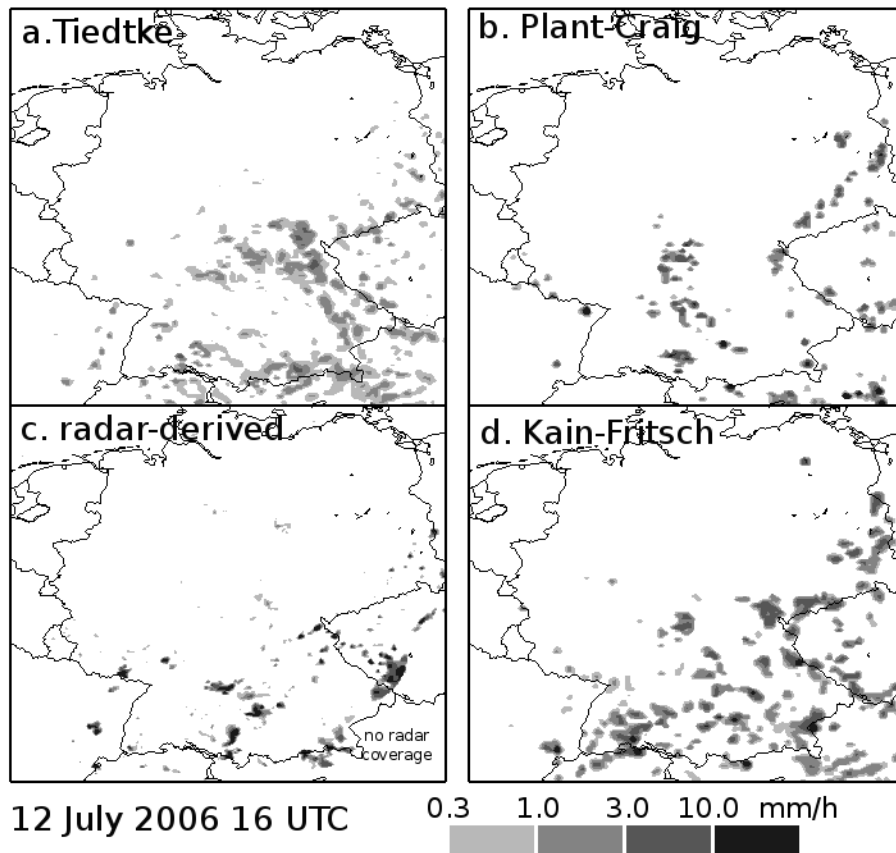 a.Tiedtke
b. Plant-Craig
c. radar-derived
d. Kain-Fritsch
no radar
coverage
12 July 2006 16 UTC
0.3 1.0 3.0 10.0 mm/h